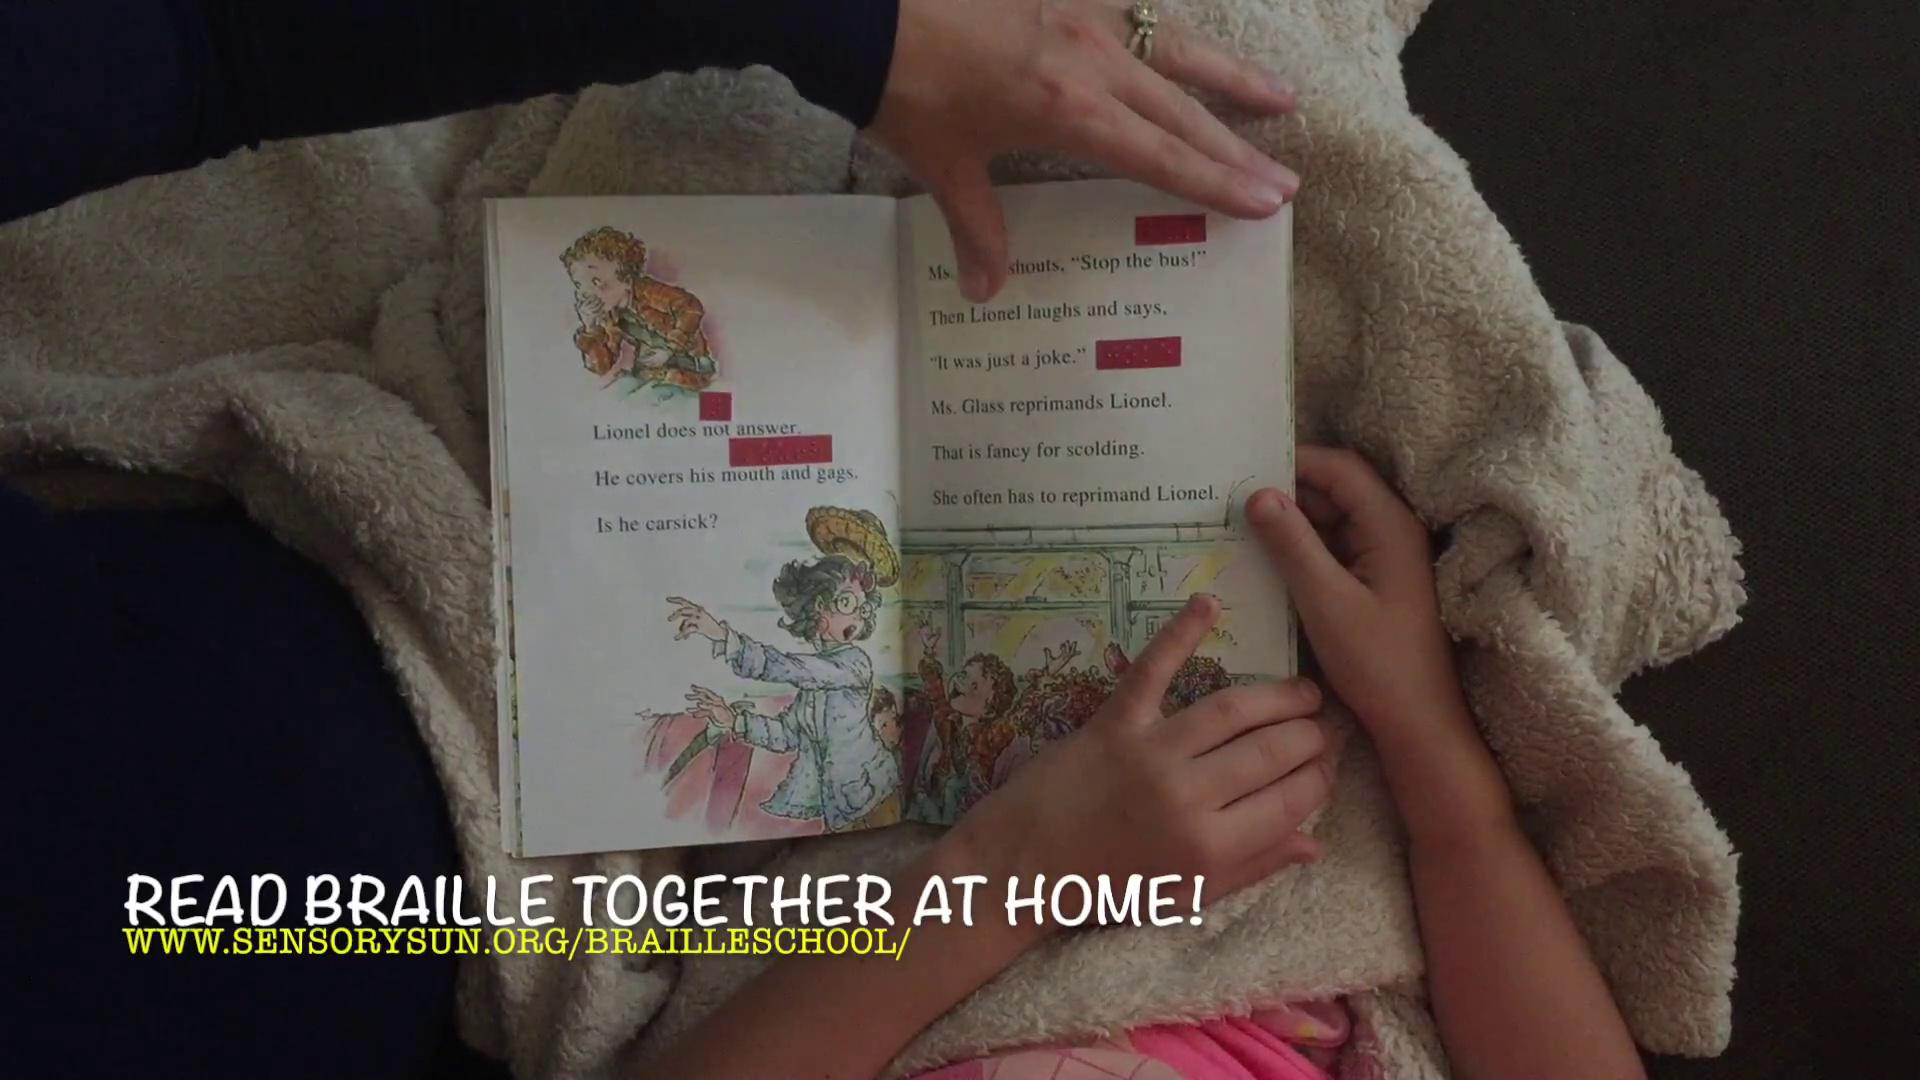 Lionel does not answer.
He covers his mouth and gags.
Is he carsick?
Ms. shouts, “Stop the bus!”
Then Lionel laughs and says,
“It was just a joke.”
Ms. Glass reprimands Lionel.
That is fancy for scolding.
She often has to reprimand Lionel.
READ BRAILLE TOGETHER AT HOME!
WWW.SENSORYSUN.ORG/BRAILLESCHOOL/